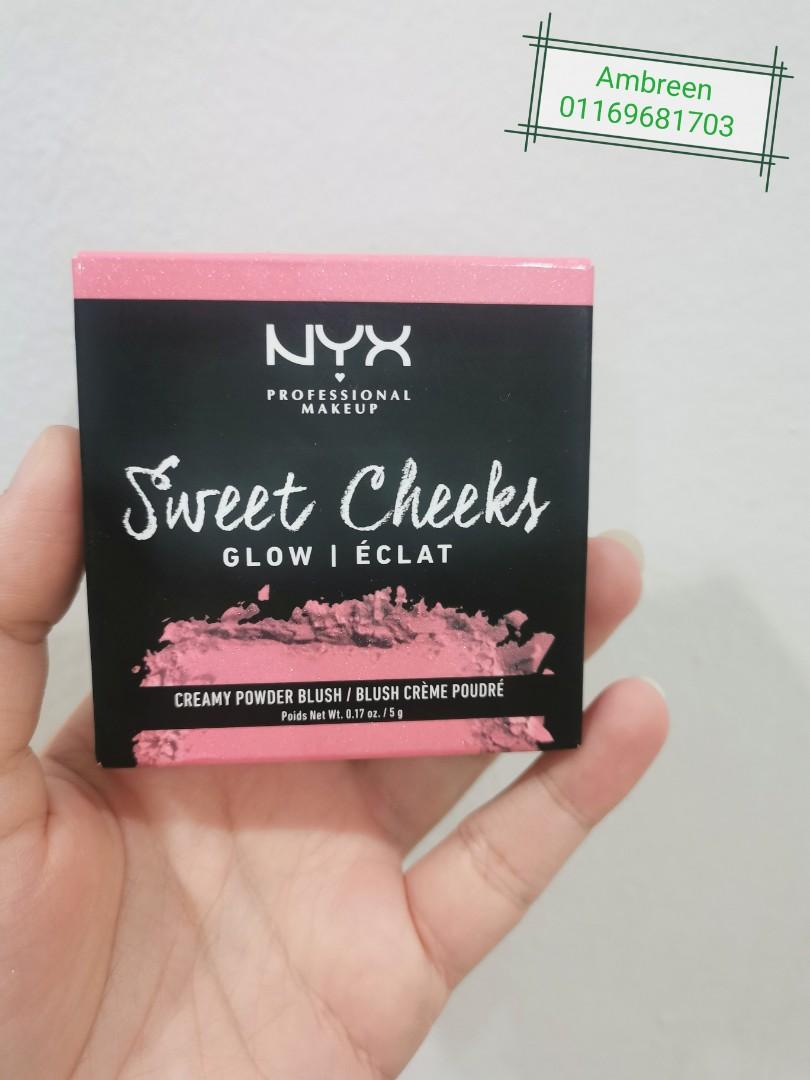 Ambreen
01169681703
NYX
PROFESSIONAL
MAKEUP
Sweet Cheeks
GLOW | ÉCLAT
CREAMY POWDER BLUSH / BLUSH CRÈME POUDRÉ
Poids Net Wt. 0.17 oz. / 5 g